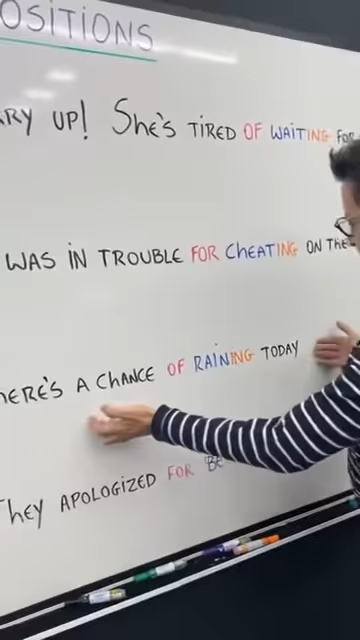 OSITIONS
RRY UP! SHE'S TIRED OF WAITING FOR
WAS IN TROUBLE FOR CHEATING ON THE
HERE'S A CHANCE OF RAINING TODAY
THEY APOLOGIZED FOR BE